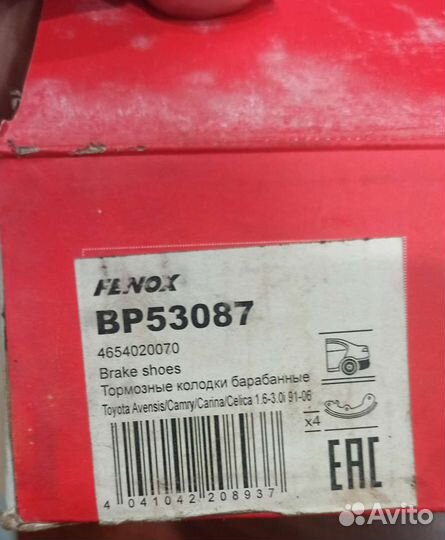 FENOX
BP53087
4654020070
Brake shoes
Тормозные колодки барабанные
Toyota Avensis/Camry/Carina/Celica 1.6-3.0i 91-06
x4
4 041042 208937
EAC
Avito